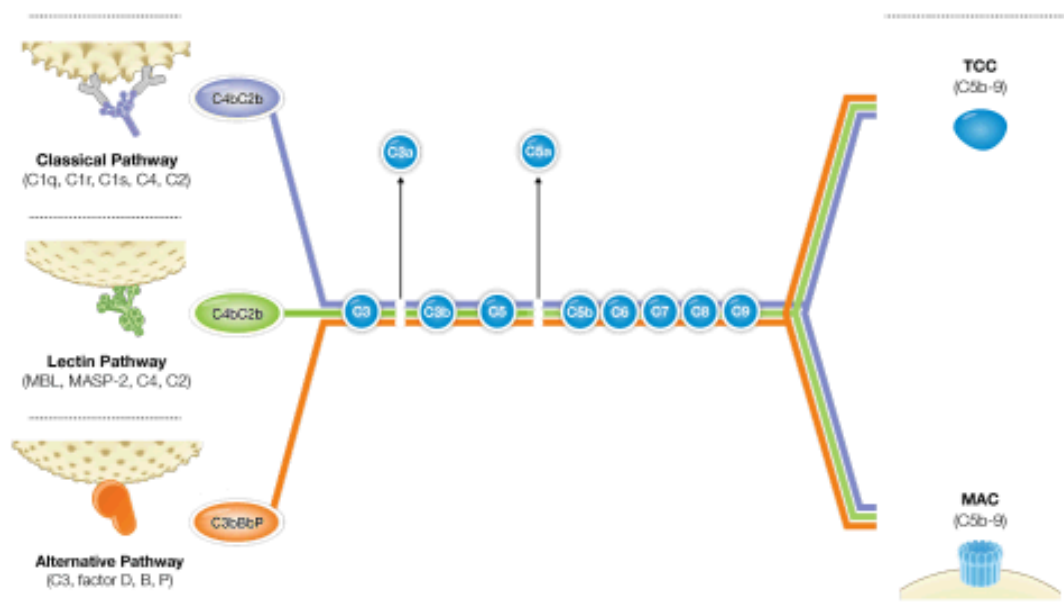 C4bC2b
Classical Pathway
(C1q, C1r, C1s, C4, C2)
C4bC2b
Lectin Pathway
(MBL, MASP-2, C4, C2)
C3bBbP
Alternative Pathway
(C3, factor D, B, P)
C3a
C5a
C3
C3b
C5
C5b
C6
C7
C8
C9
TCC
(C5b-9)
MAC
(C5b-9)